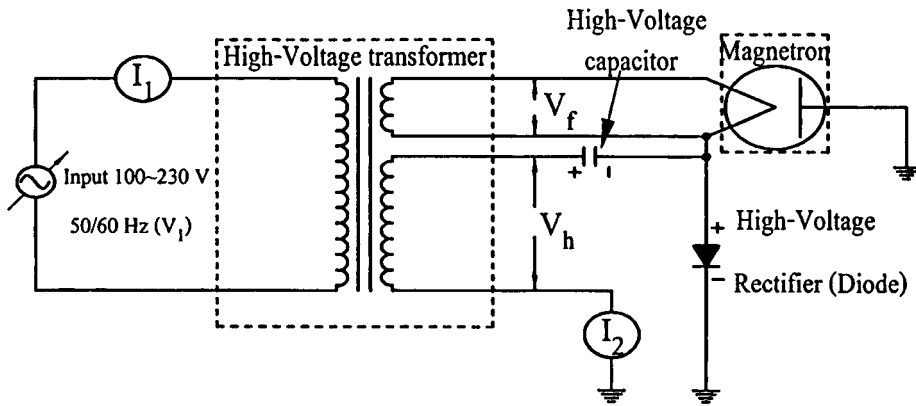 High-Voltage
capacitor
High-Voltage transformer
Magnetron
I1
Vf
Input 100~230 V
50/60 Hz (V1)
+ -
Vh
+ High-Voltage
- Rectifier (Diode)
I2